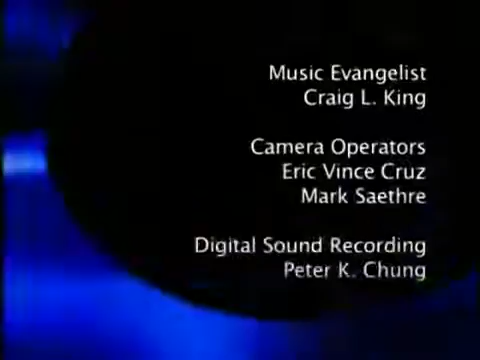 Music Evangelist
Craig L. King
Camera Operators
Eric Vince Cruz
Mark Saethre
Digital Sound Recording
Peter K. Chung